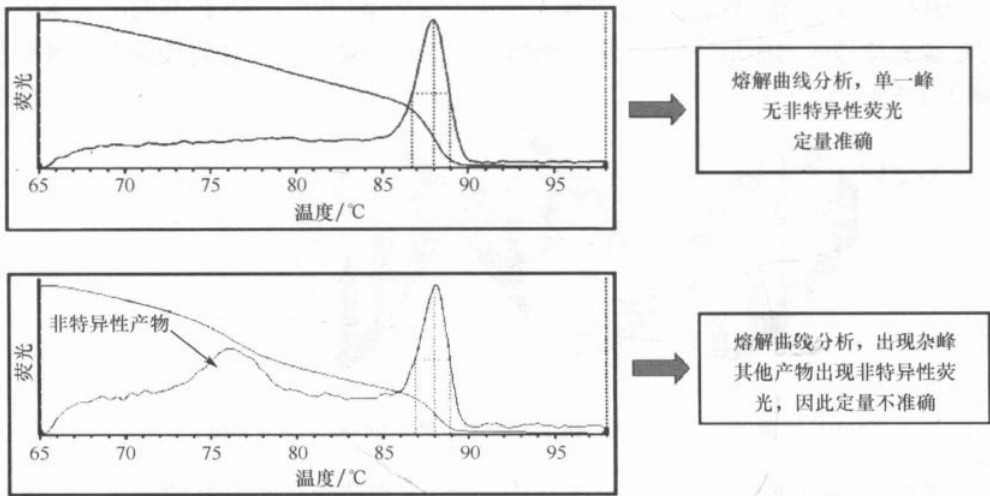 荧光
65 70 75 80 85 90 95
温度/℃
熔解曲线分析，单一峰
无非特异性荧光
定量准确
非特异性产物
荧光
65 70 75 80 85 90 95
温度/℃
熔解曲线分析，出现杂峰
其他产物出现非特异性荧
光，因此定量不准确